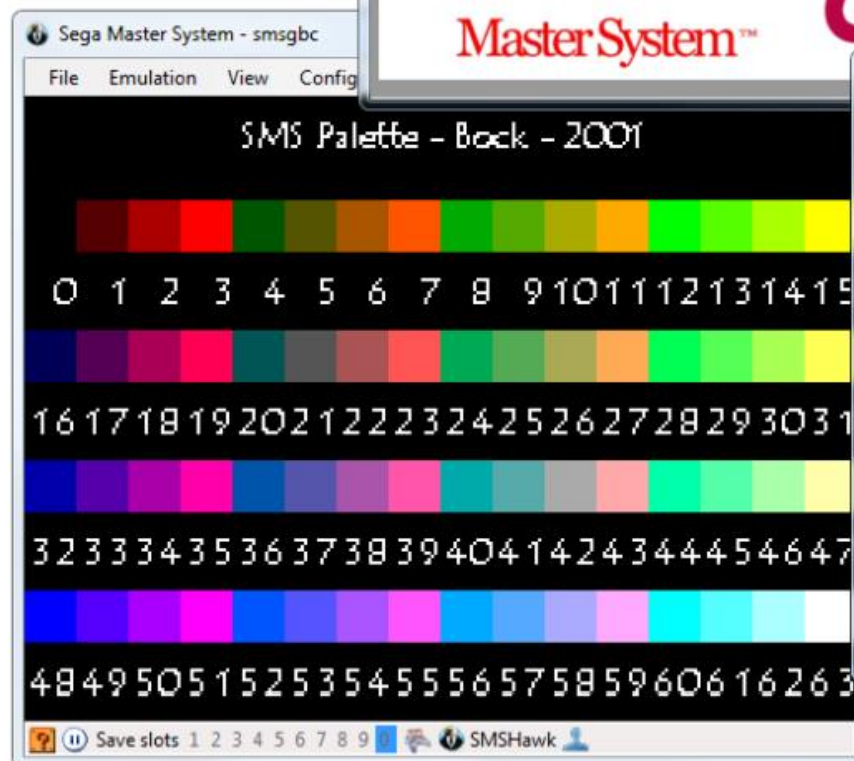 Master System™
Sega Master System - smsgbc
File Emulation View Config
SMS Palette - Bock - 2001
0 1 2 3 4 5 6 7 8 9 10 11 12 13 14 15
16 17 18 19 20 21 22 23 24 25 26 27 28 29 30 31
32 33 34 35 36 37 38 39 40 41 42 43 44 45 46 47
48 49 50 51 52 53 54 55 56 57 58 59 60 61 62 63
Save slots 1 2 3 4 5 6 7 8 9 0 SMSHawk